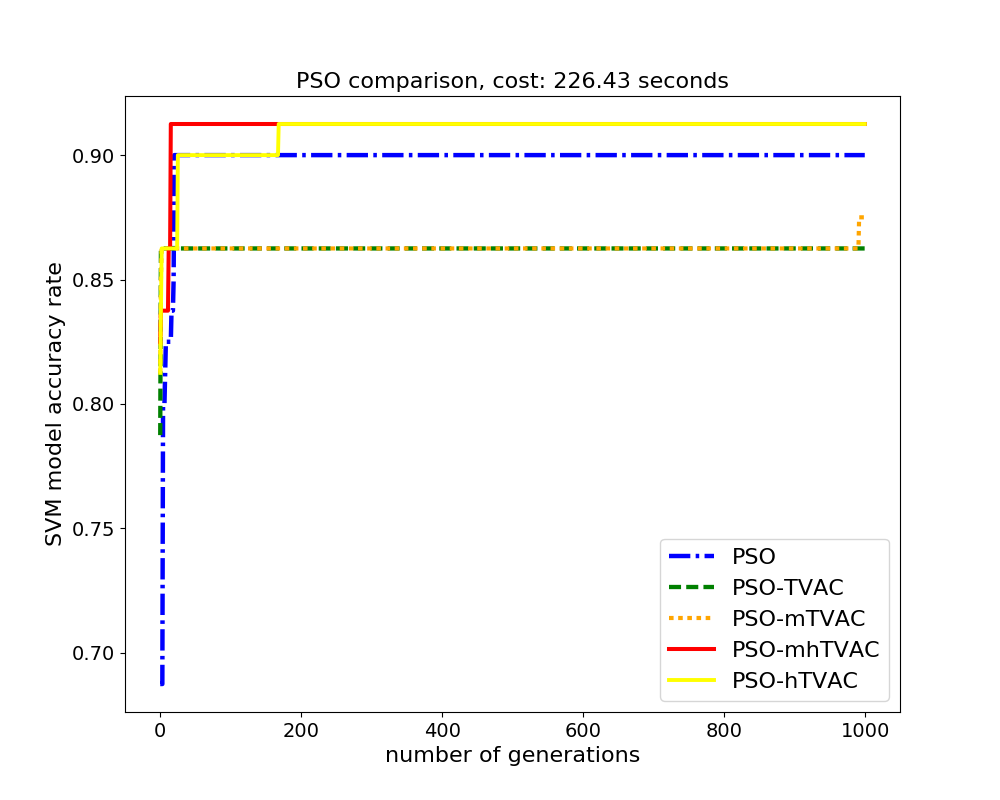 PSO comparison, cost: 226.43 seconds
SVM model accuracy rate
0.90
0.85
0.80
0.75
0.70
PSO
PSO-TVAC
PSO-mTVAC
PSO-mhTVAC
PSO-hTVAC
0 200 400 600 800 1000
number of generations